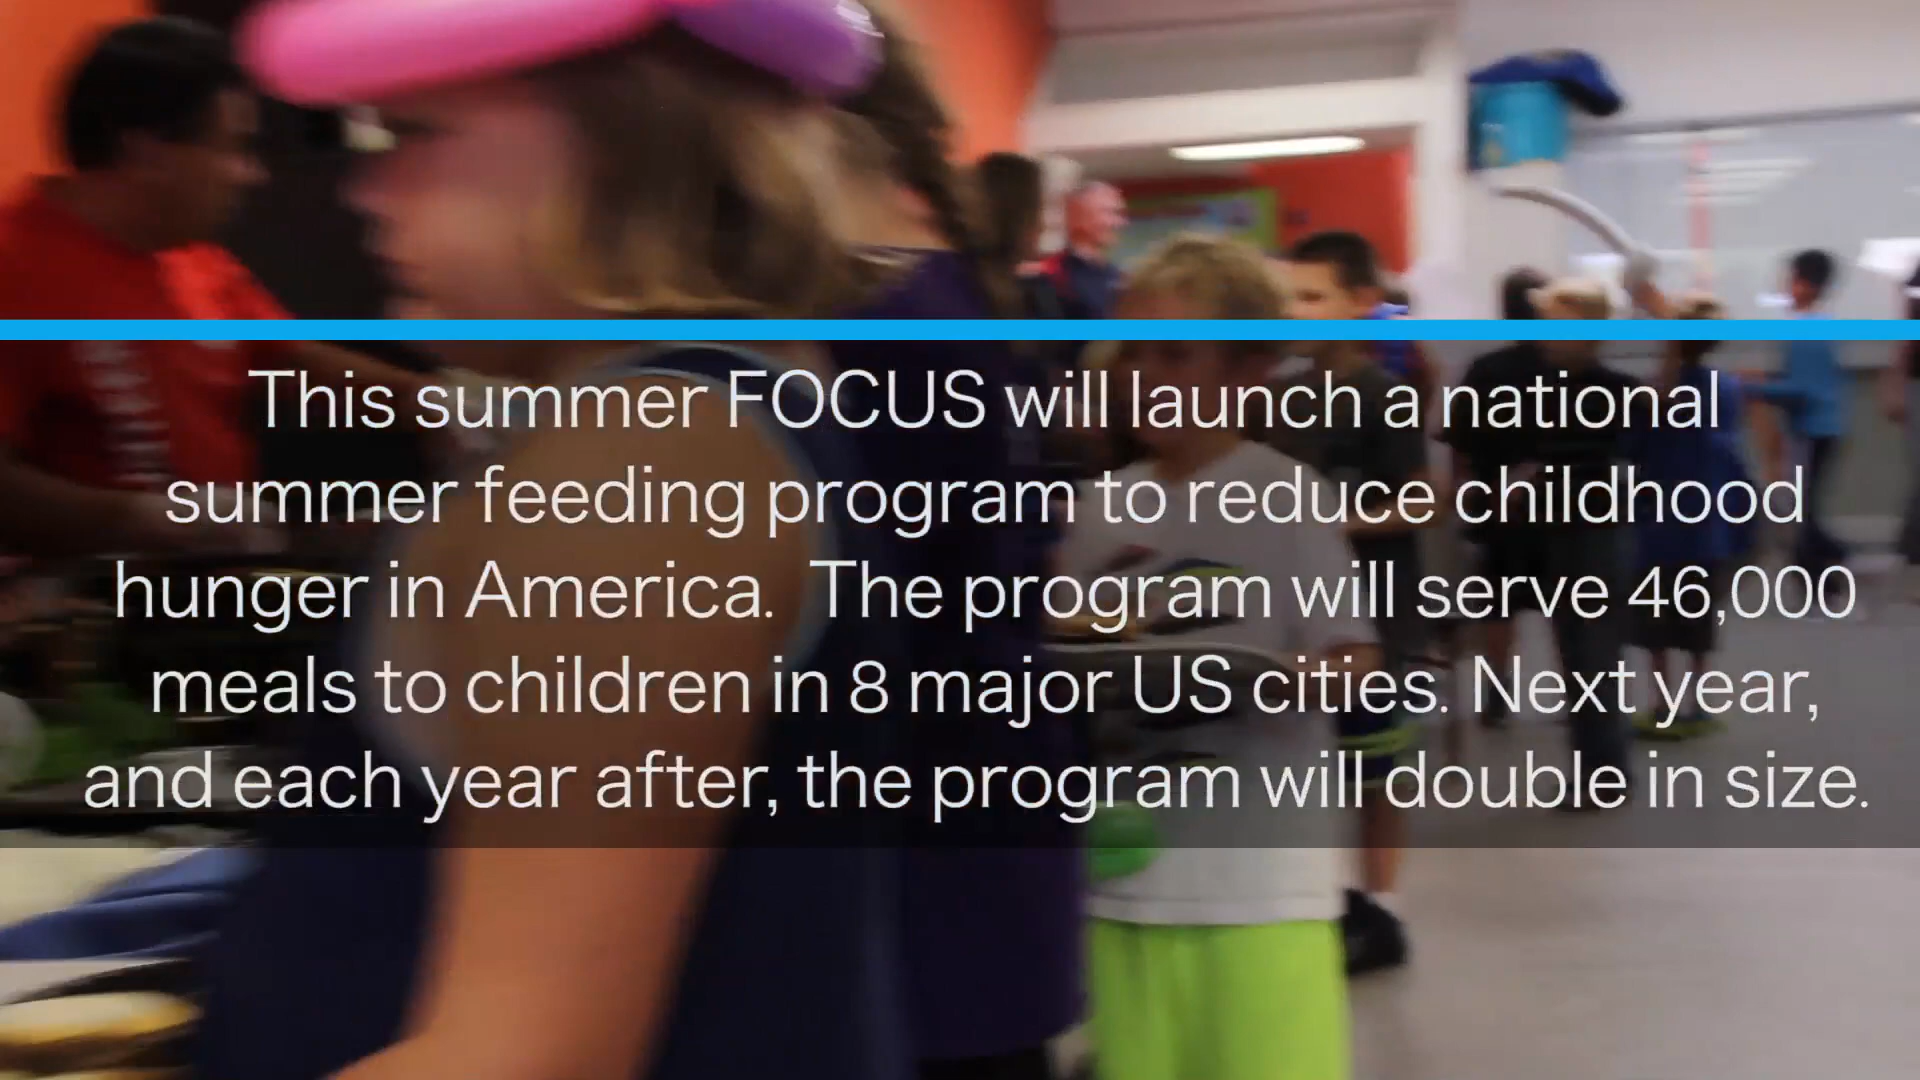 This summer FOCUS will launch a national
summer feeding program to reduce childhood
hunger in America.  The program will serve 46,000
meals to children in 8 major US cities. Next year,
and each year after, the program will double in size.